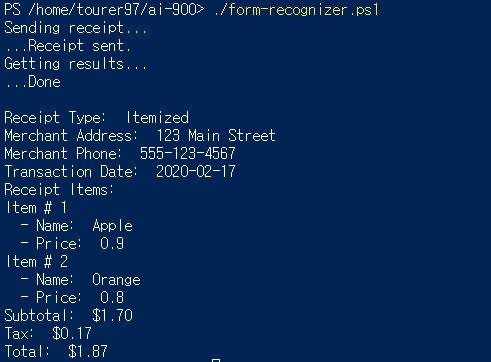 PS /home/tourer97/ai-900> ./form-recognizer.ps1
Sending receipt...
...Receipt sent.
Getting results...
...Done
Receipt Type:  Itemized
Merchant Address:  123 Main Street
Merchant Phone:  555-123-4567
Transaction Date:  2020-02-17
Receipt Items:
Item # 1
  - Name:  Apple
  - Price:  0.9
Item # 2
  - Name:  Orange
  - Price:  0.8
Subtotal:  $1.70
Tax:  $0.17
Total:  $1.87